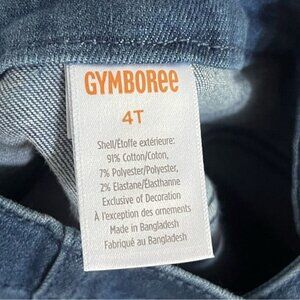 GYMBORee
4T
Shell/Étoffe extérieure:
91% Cotton/Coton,
7% Polyester/Polyester,
2% Elastane/Élasthanne
Exclusive of Decoration
À l'exception des ornements
Made in Bangladesh
Fabriqué au Bangladesh